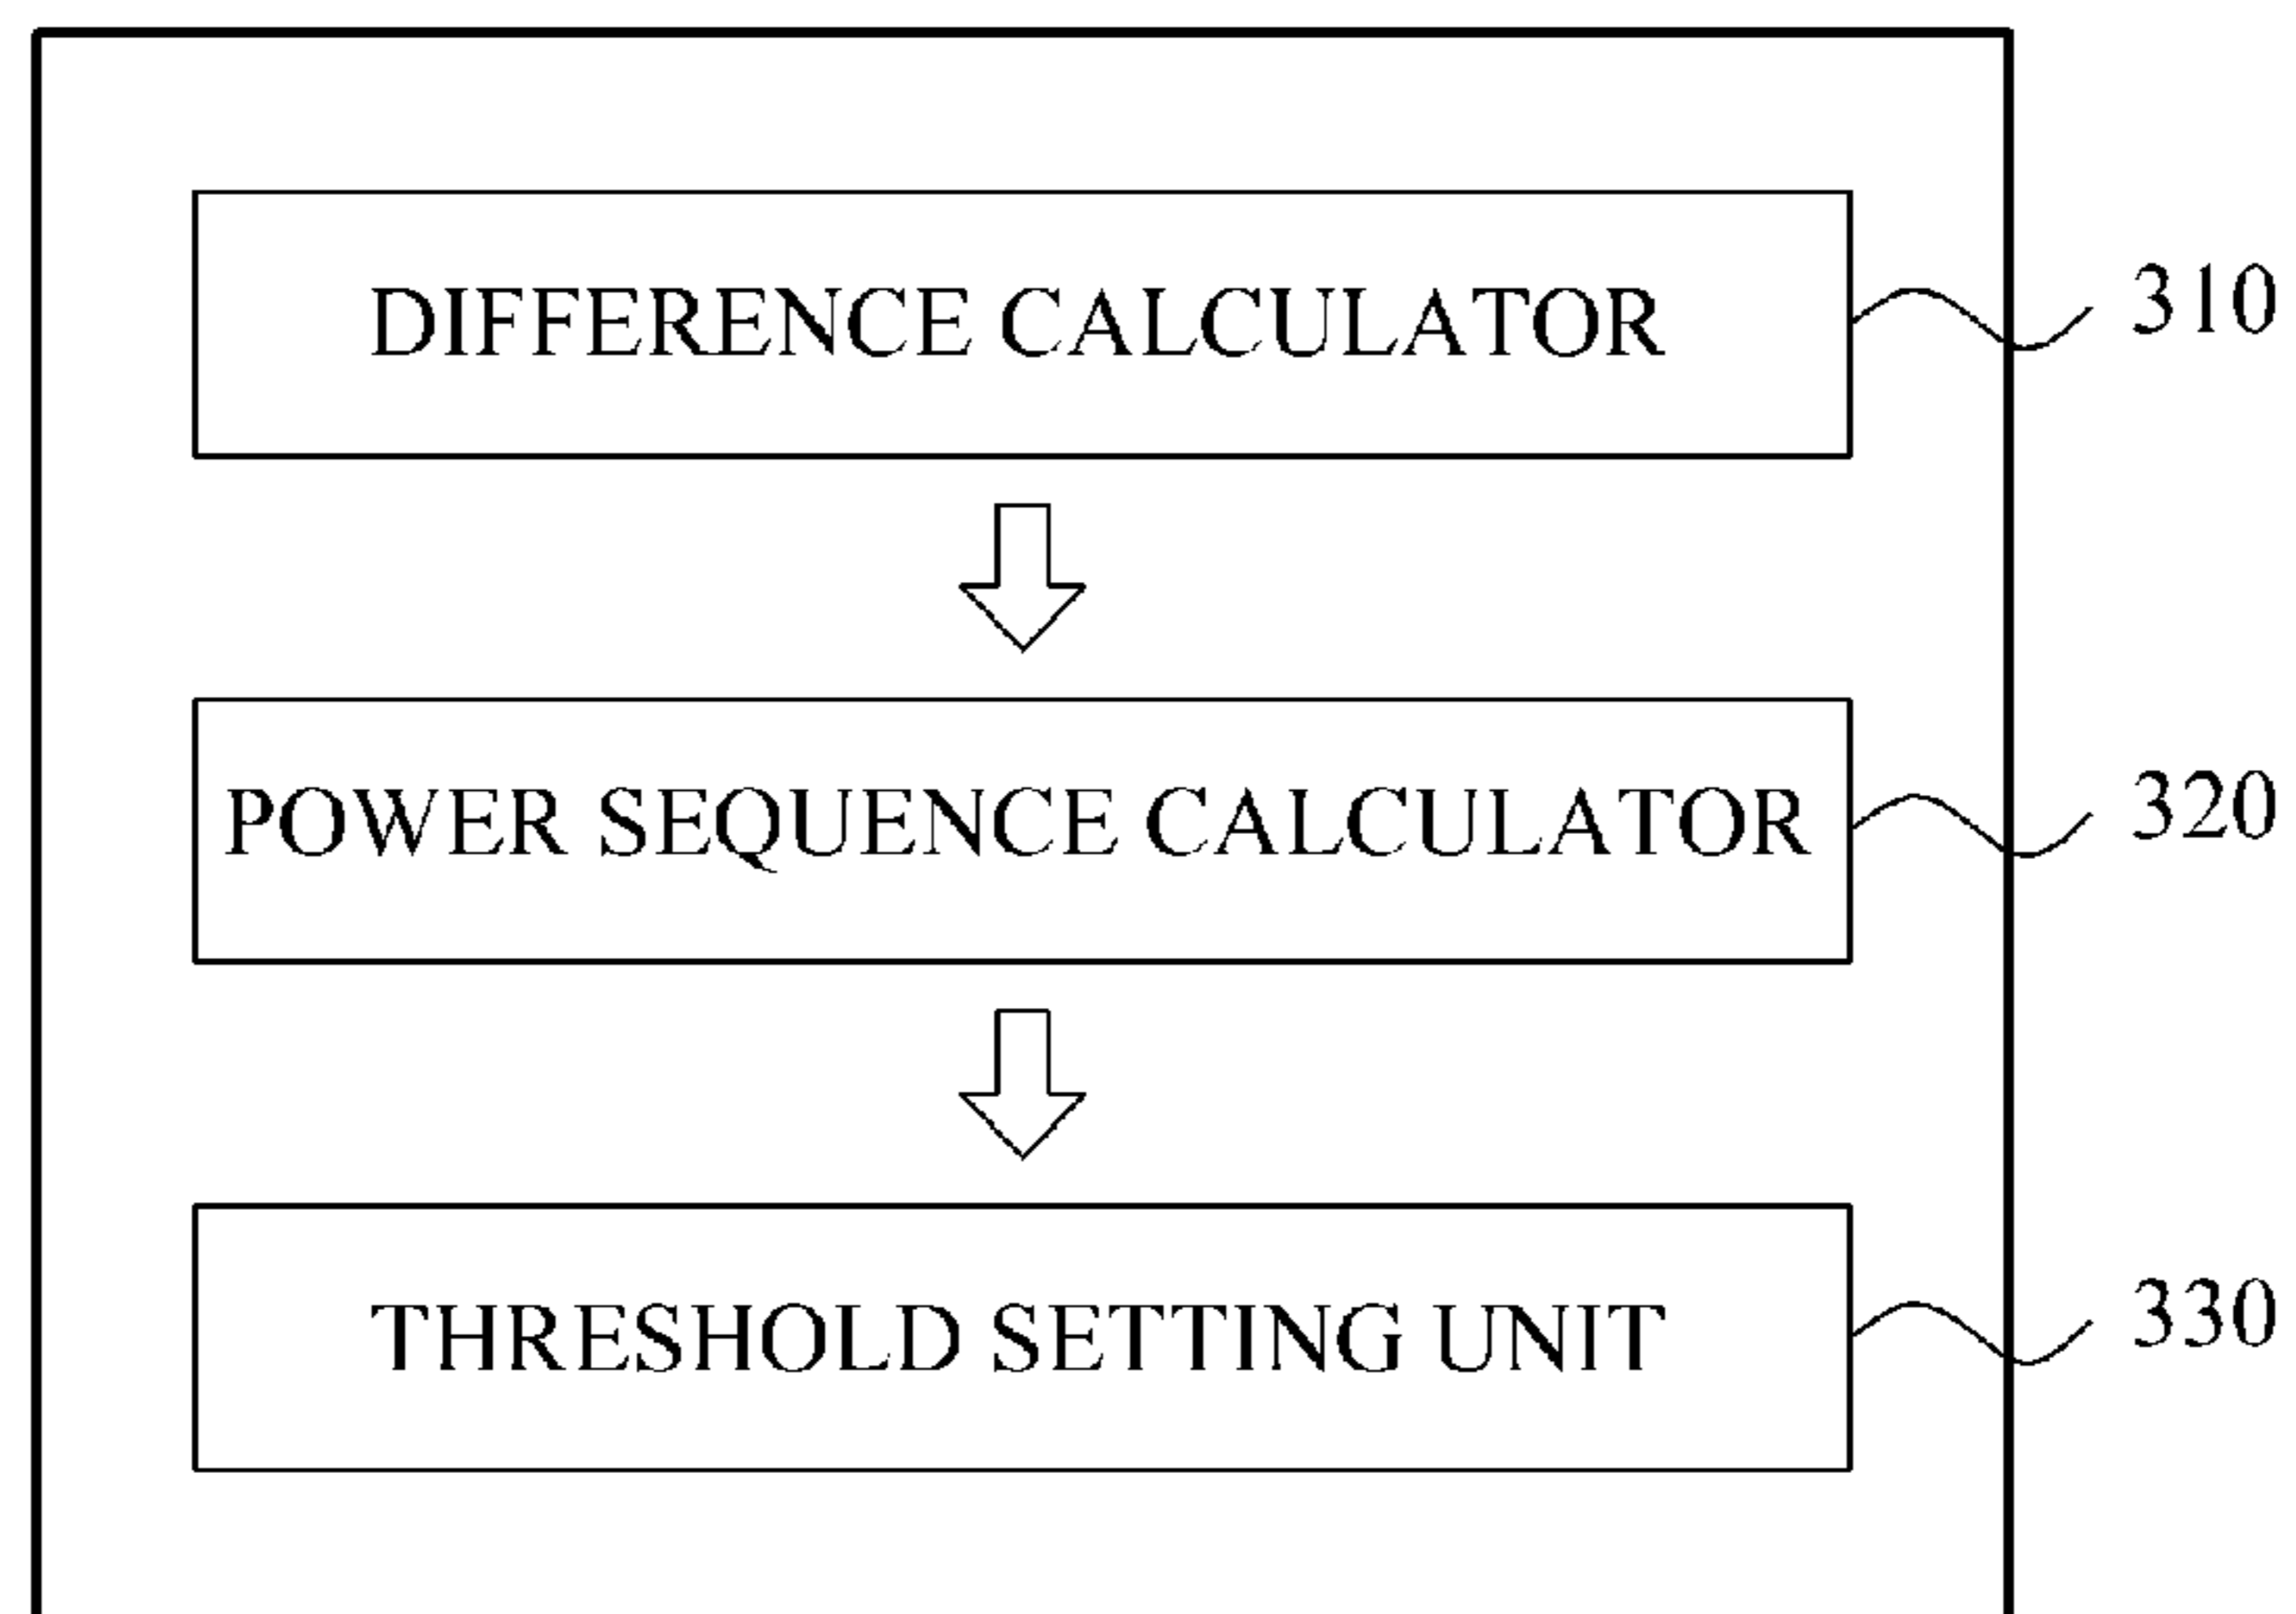 DIFFERENCE CALCULATOR 310
POWER SEQUENCE CALCULATOR 320
THRESHOLD SETTING UNIT 330